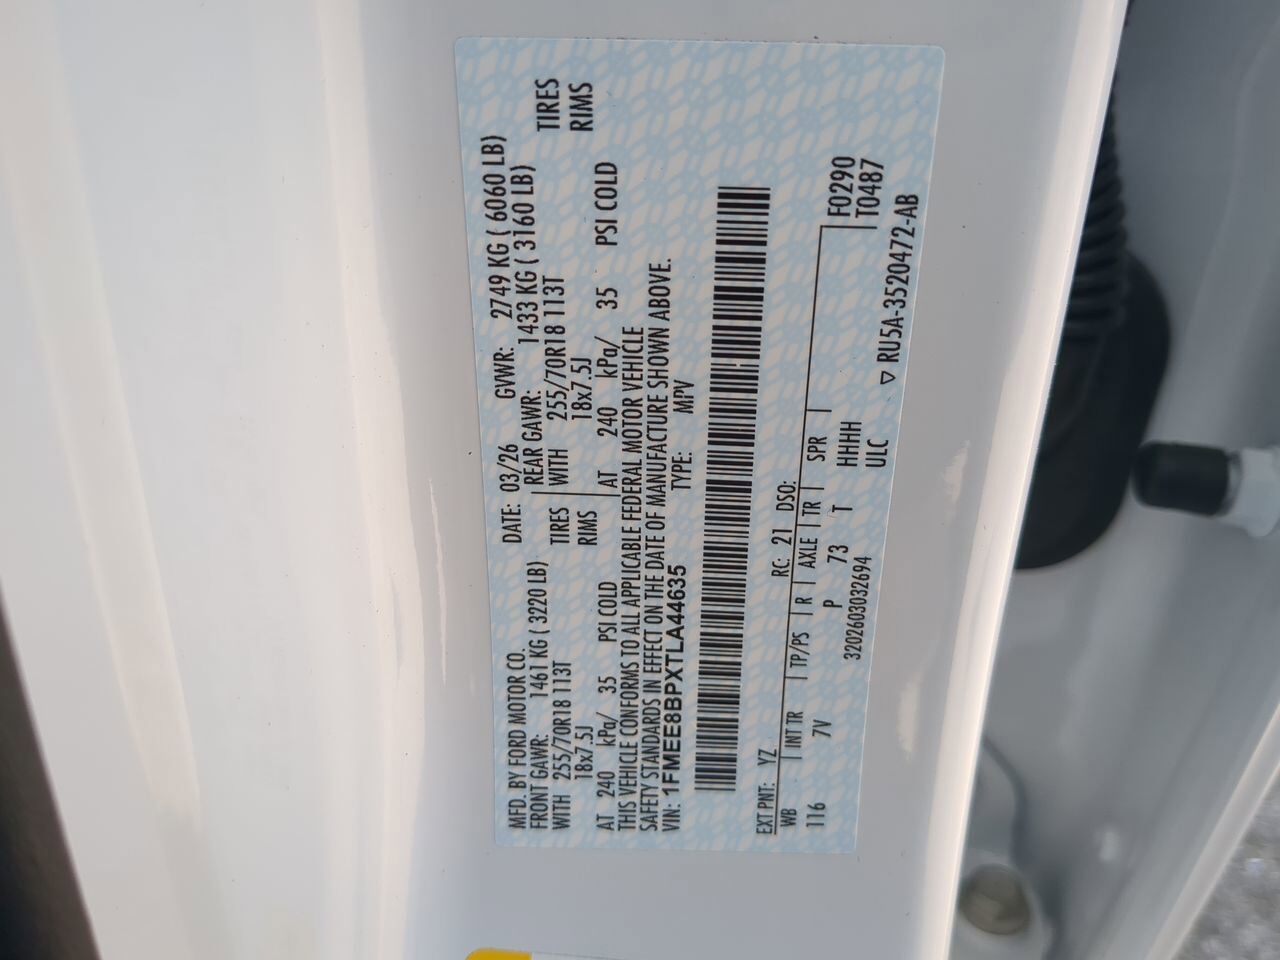 MFD. BY FORD MOTOR CO. DATE: 03/26 GVWR: 2749 KG ( 6060 LB)
FRONT GAWR: 1461 KG ( 3220 LB) REAR GAWR: 1433 KG ( 3160 LB)
WITH 255/70R18 113T TIRES WITH 255/70R18 113T TIRES
18x7.5J RIMS 18x7.5J RIMS
AT 240 kPa/ 35 PSI COLD AT 240 kPa/ 35 PSI COLD
THIS VEHICLE CONFORMS TO ALL APPLICABLE FEDERAL MOTOR VEHICLE
SAFETY STANDARDS IN EFFECT ON THE DATE OF MANUFACTURE SHOWN ABOVE.
VIN: 1FMEE8BPXTLA44635 TYPE: MPV
EXT PNT: YZ RC: 21 DSO:
WB INT TR TP/PS R AXLE TR SPR F0290
116 7V P 73 T HHHH T0487
3202603032694 ULC ▽ RU5A-3520472-AB